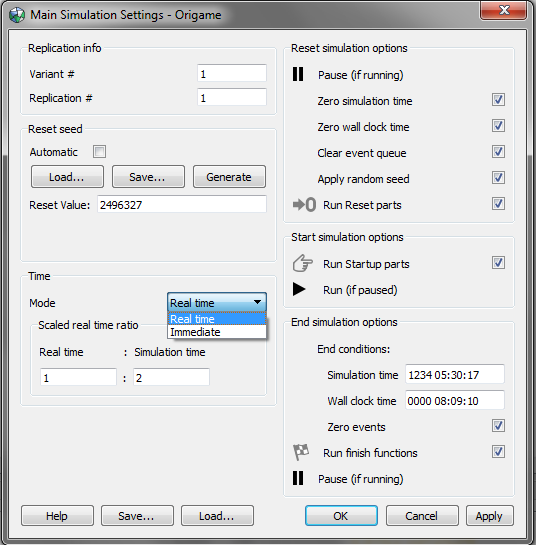 Main Simulation Settings - Origame
Replication info
Variant # 1
Replication # 1
Reset seed
Automatic
Load... Save... Generate
Reset Value: 2496327
Time
Mode Real time
Real time
Immediate
Scaled real time ratio
Real time : Simulation time
1 : 2
Reset simulation options
Pause (if running)
Zero simulation time
Zero wall clock time
Clear event queue
Apply random seed
Run Reset parts
Start simulation options
Run Startup parts
Run (if paused)
End simulation options
End conditions:
Simulation time 1234 05:30:17
Wall clock time 0000 08:09:10
Zero events
Run finish functions
Pause (if running)
Help Save... Load... OK Cancel Apply